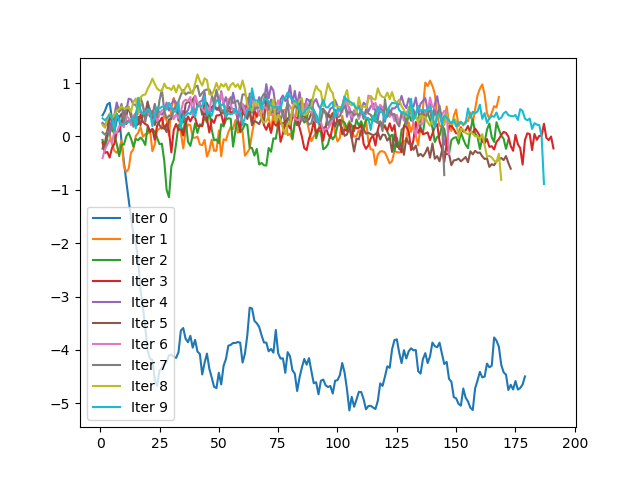 1
0
−1
−2
−3
−4
−5
Iter 0
Iter 1
Iter 2
Iter 3
Iter 4
Iter 5
Iter 6
Iter 7
Iter 8
Iter 9
0 25 50 75 100 125 150 175 200